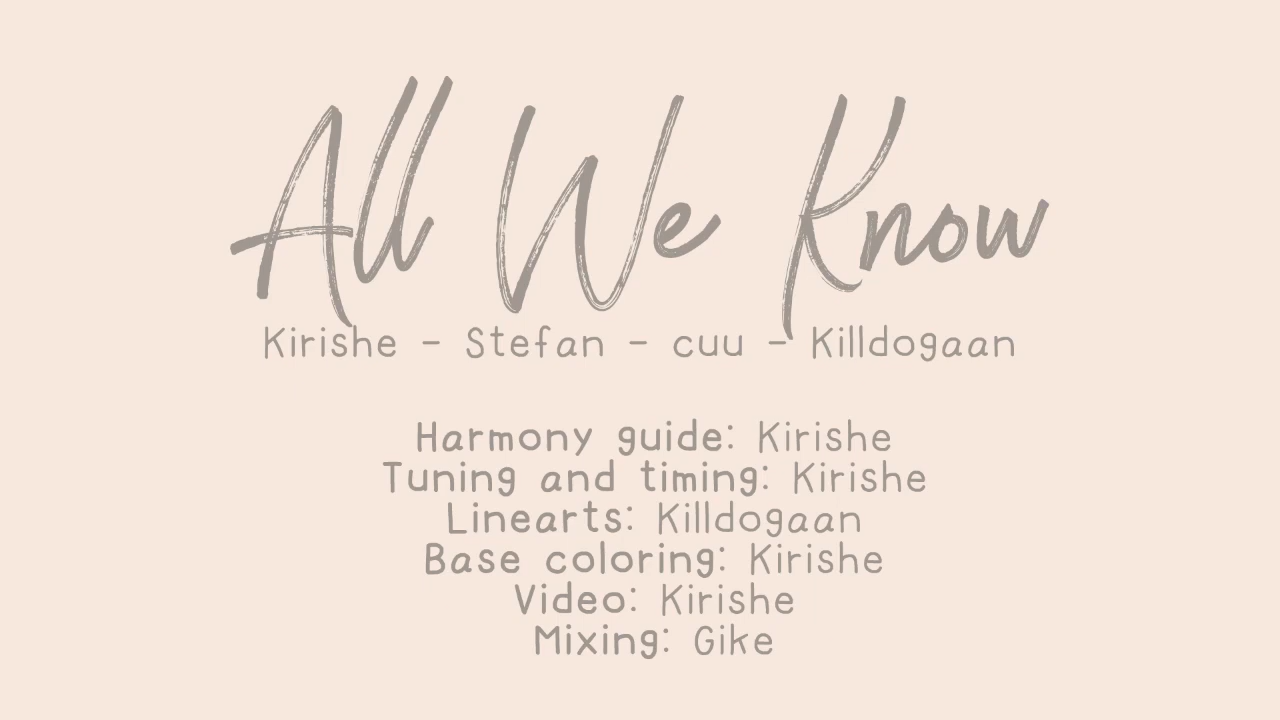 All We Know
Kirishe - Stefan - cuu - Killdogaan
Harmony guide: Kirishe
Tuning and timing: Kirishe
Linearts: Killdogaan
Base coloring: Kirishe
Video: Kirishe
Mixing: Gike